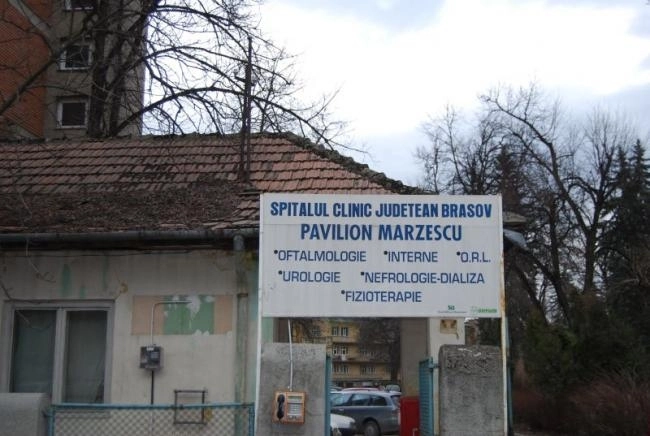 SPITALUL CLINIC JUDETEAN BRASOV
PAVILION MARZESCU
•OFTALMOLOGIE •INTERNE •O.R.L.
•UROLOGIE •NEFROLOGIE-DIALIZA
•FIZIOTERAPIE